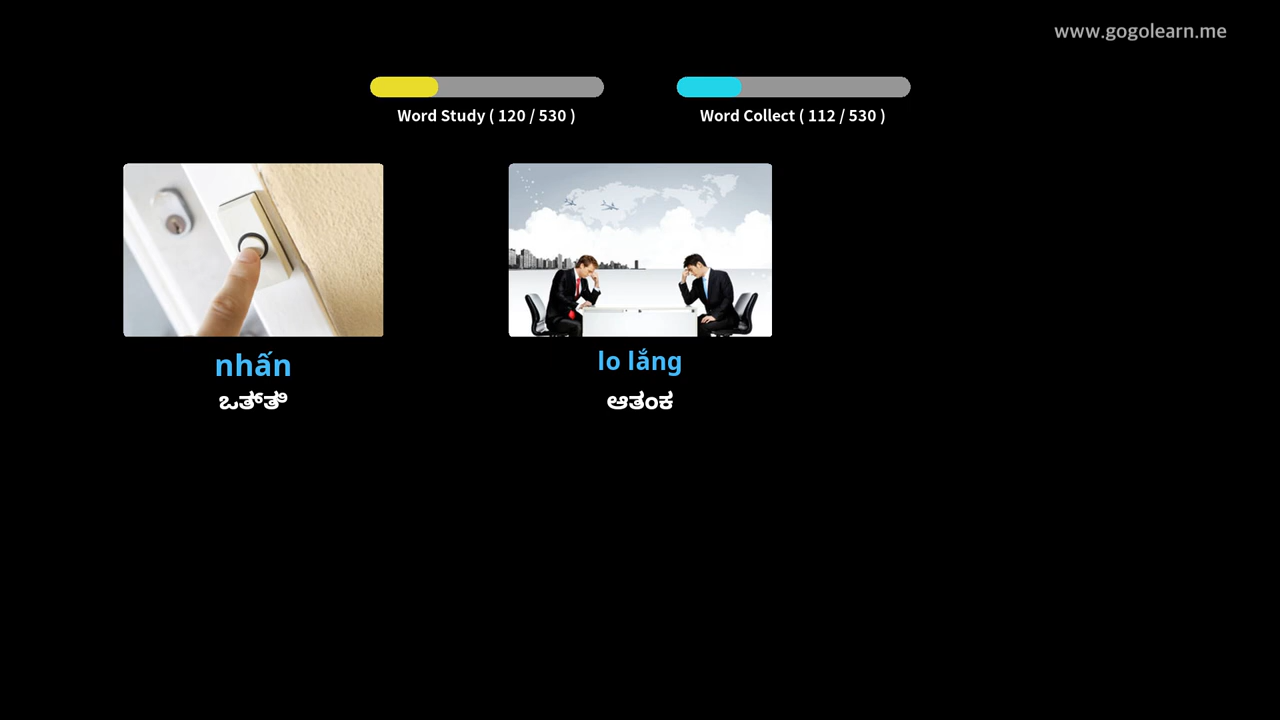 www.gogolearn.me
Word Study ( 120 / 530 )
Word Collect ( 112 / 530 )
nhấn
ಒತ್ತಿ
lo lắng
ಆತಂಕ